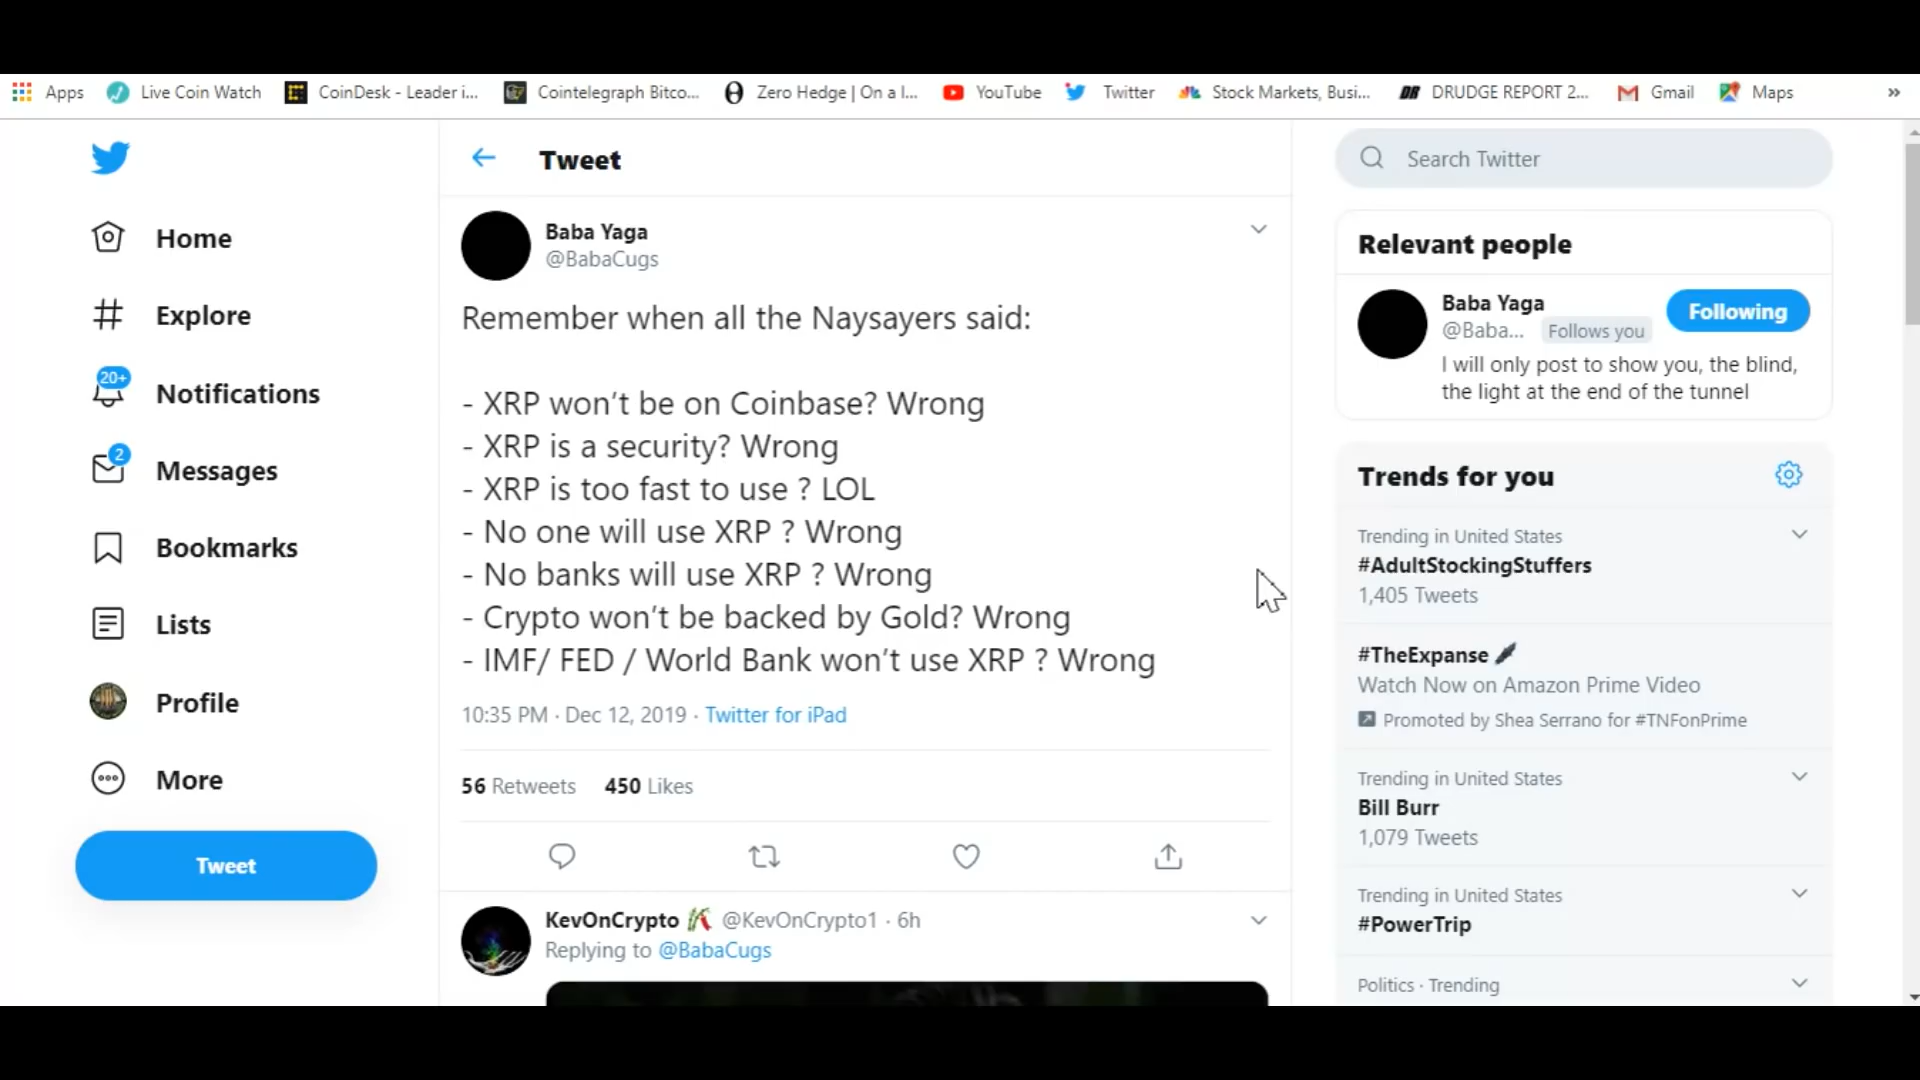 Apps
Live Coin Watch
CoinDesk - Leader i...
Cointelegraph Bitco...
Zero Hedge | On a l...
YouTube
Twitter
Stock Markets, Busi...
DRUDGE REPORT 2...
Gmail
Maps
»
Home
Explore
20+
Notifications
2
Messages
Bookmarks
Lists
Profile
More
Tweet
Tweet
Baba Yaga
@BabaCugs
Remember when all the Naysayers said:
- XRP won’t be on Coinbase? Wrong
- XRP is a security? Wrong
- XRP is too fast to use ? LOL
- No one will use XRP ? Wrong
- No banks will use XRP ? Wrong
- Crypto won’t be backed by Gold? Wrong
- IMF/ FED / World Bank won’t use XRP ? Wrong
10:35 PM · Dec 12, 2019 · Twitter for iPad
56 Retweets 450 Likes
KevOnCrypto @KevOnCrypto1 · 6h
Replying to @BabaCugs
Search Twitter
Relevant people
Baba Yaga
@Baba... Follows you
Following
I will only post to show you, the blind,
the light at the end of the tunnel
Trends for you
Trending in United States
#AdultStockingStuffers
1,405 Tweets
#TheExpanse
Watch Now on Amazon Prime Video
Promoted by Shea Serrano for #TNFonPrime
Trending in United States
Bill Burr
1,079 Tweets
Trending in United States
#PowerTrip
Politics · Trending